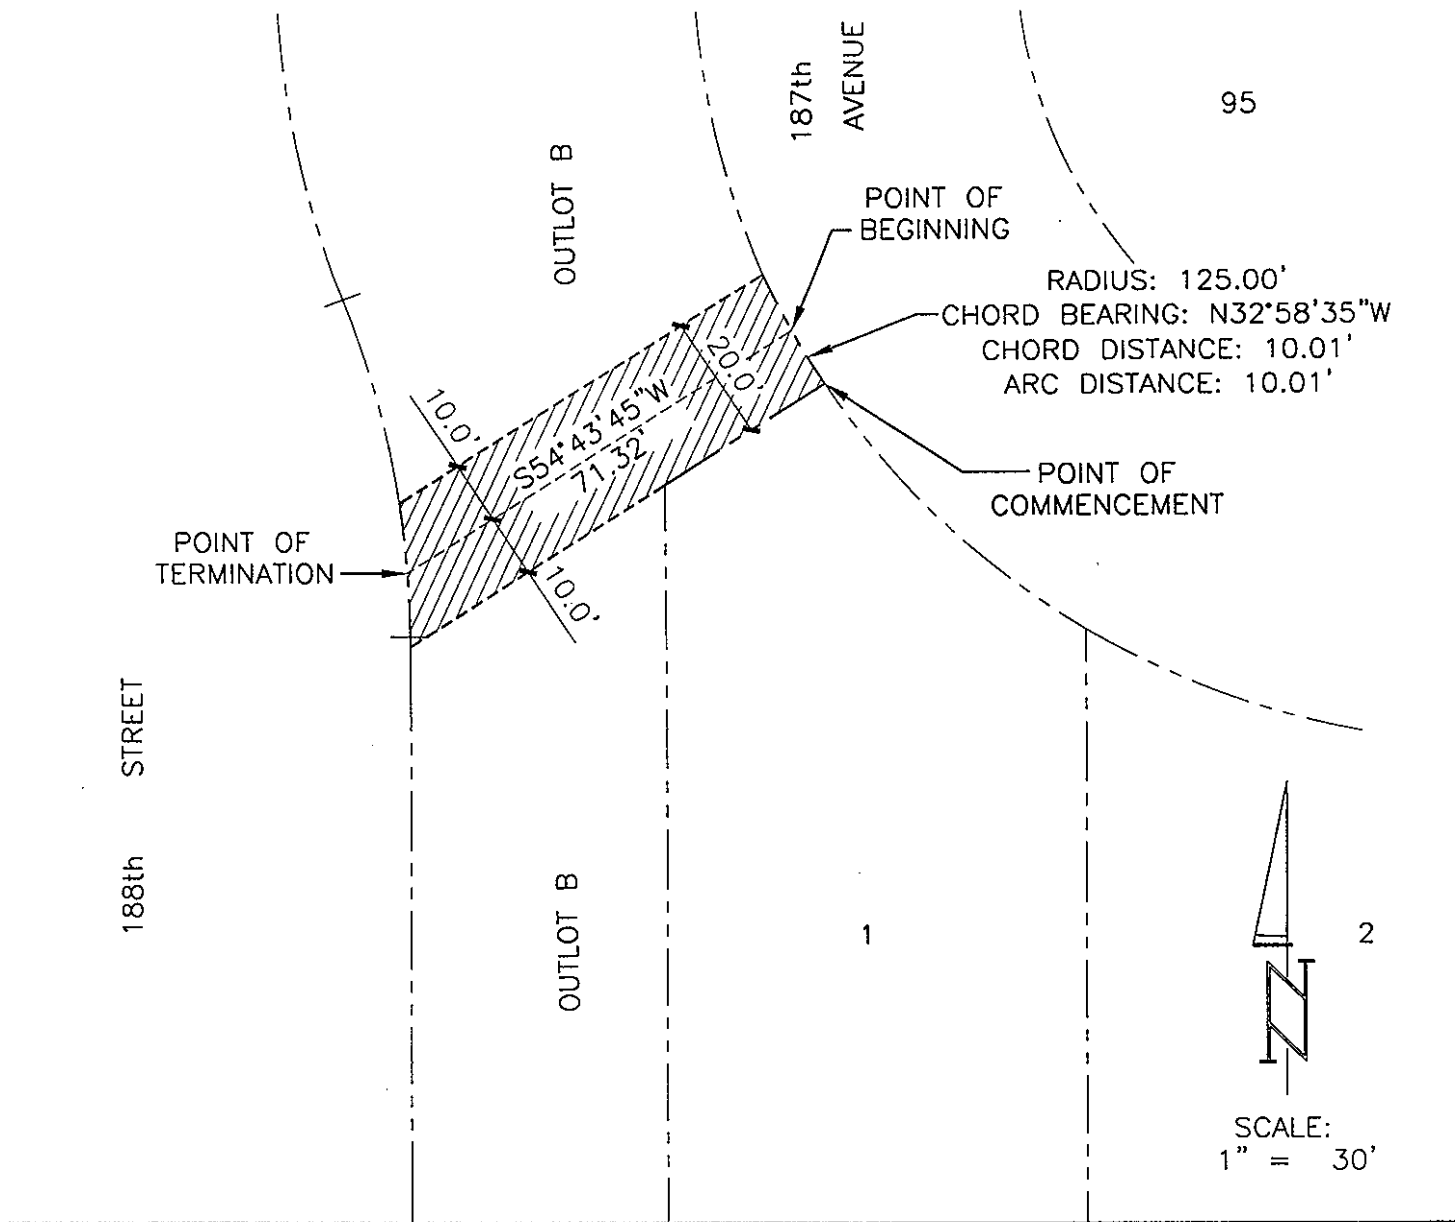 187th
AVENUE
95
OUTLOT B
POINT OF
BEGINNING
RADIUS: 125.00'
CHORD BEARING: N32°58'35"W
CHORD DISTANCE: 10.01'
ARC DISTANCE: 10.01'
20.0'
10.0'
S54°43'45"W
71.32'
POINT OF
COMMENCEMENT
POINT OF
TERMINATION
10.0'
188th STREET
OUTLOT B
1
2
N
SCALE:
1" = 30'